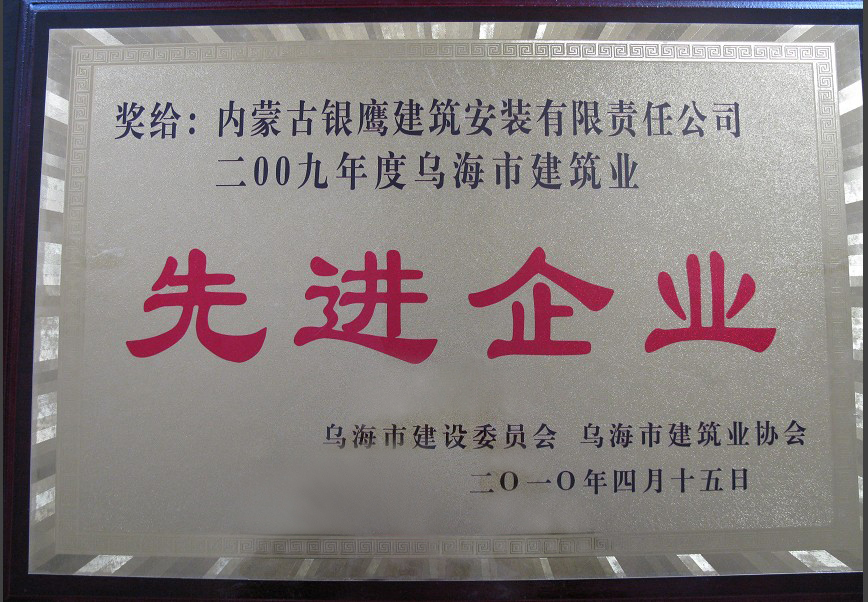 奖给：内蒙古银鹰建筑安装有限责任公司
二00九年度乌海市建筑业
先进企业
乌海市建设委员会 乌海市建筑业协会
二O一O年四月十五日